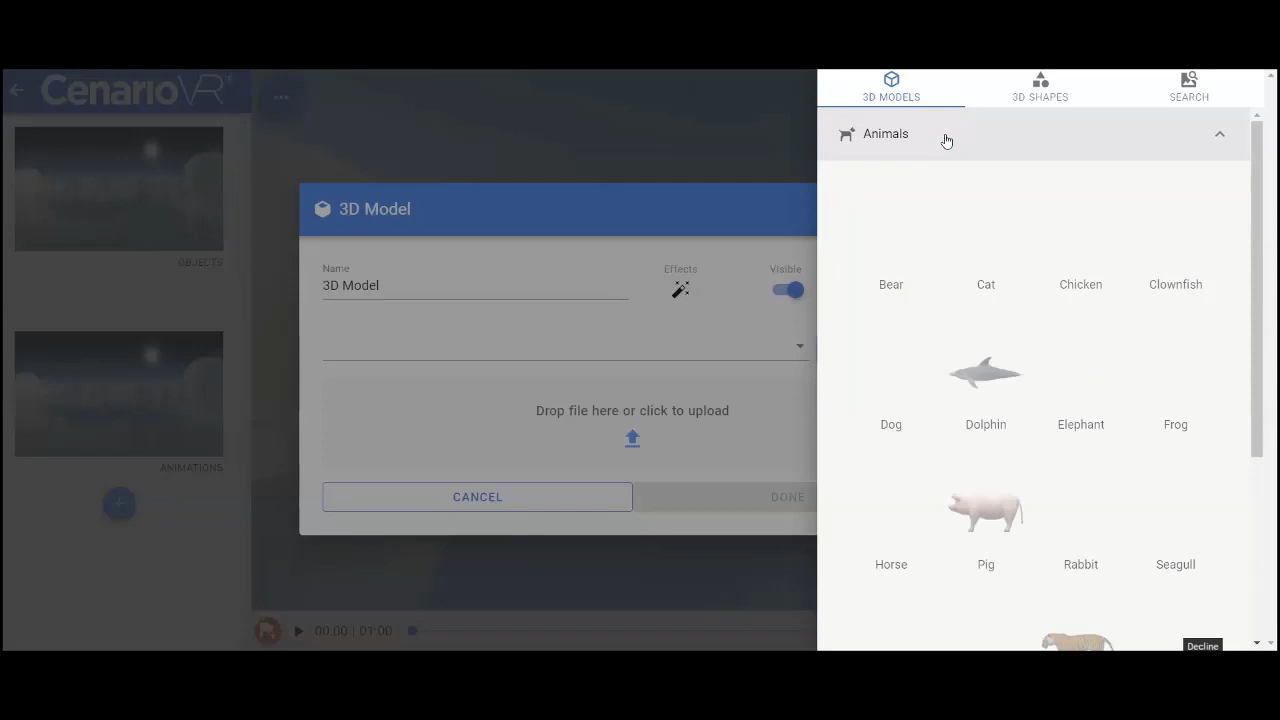 CenarioVR
OBJECTS
ANIMATIONS
3D Model
Name
3D Model
Effects
Visible
Drop file here or click to upload
CANCEL
DONE
00:00 | 01:00
3D MODELS
3D SHAPES
SEARCH
Animals
Bear
Cat
Chicken
Clownfish
Dog
Dolphin
Elephant
Frog
Horse
Pig
Rabbit
Seagull
Decline